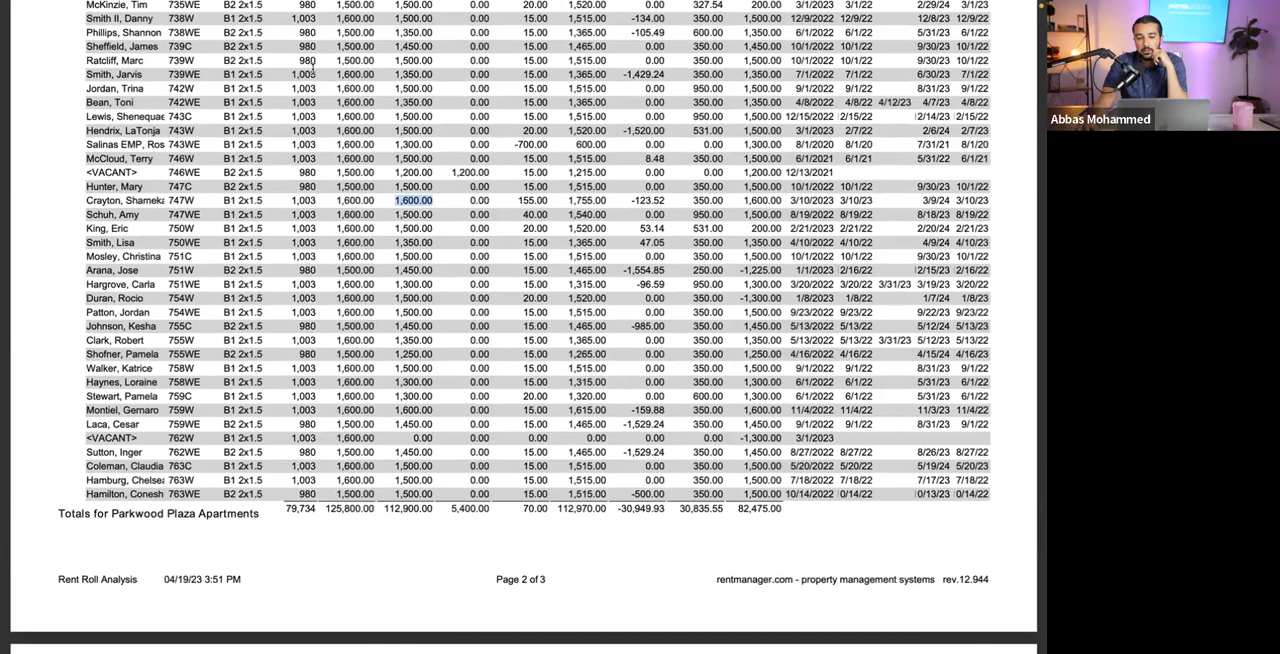 McKinzie, Tim 735WE B2 2x1.5 980 1,500.00 1,500.00 0.00 20.00 1,520.00 0.00 327.54 200.00 3/1/2023 3/1/22 2/29/24 3/1/23
Smith II, Danny 738W B1 2x1.5 1,003 1,600.00 1,500.00 0.00 15.00 1,515.00 -134.00 350.00 1,500.00 12/9/2022 12/9/22 12/8/23 12/9/22
Phillips, Shannon 738WE B2 2x1.5 980 1,500.00 1,350.00 0.00 15.00 1,365.00 -105.49 600.00 1,350.00 6/1/2022 6/1/22 5/31/23 6/1/22
Sheffield, James 739C B2 2x1.5 980 1,500.00 1,450.00 0.00 15.00 1,465.00 0.00 350.00 1,450.00 10/1/2022 10/1/22 9/30/23 10/1/22
Ratcliff, Marc 739W B2 2x1.5 980 1,500.00 1,500.00 0.00 15.00 1,515.00 0.00 350.00 1,500.00 10/1/2022 10/1/22 9/30/23 10/1/22
Smith, Jarvis 739WE B1 2x1.5 1,003 1,600.00 1,350.00 0.00 15.00 1,365.00 -1,429.24 350.00 1,350.00 7/1/2022 7/1/22 6/30/23 7/1/22
Jordan, Trina 742W B1 2x1.5 1,003 1,600.00 1,500.00 0.00 15.00 1,515.00 0.00 950.00 1,500.00 9/1/2022 9/1/22 8/31/23 9/1/22
Bean, Toni 742WE B1 2x1.5 1,003 1,600.00 1,350.00 0.00 15.00 1,365.00 0.00 350.00 1,350.00 4/8/2022 4/8/22 4/12/23 4/7/23 4/8/22
Lewis, Shenequae 743C B1 2x1.5 1,003 1,600.00 1,500.00 0.00 15.00 1,515.00 0.00 950.00 1,500.00 12/15/2022 2/15/22 2/14/23 2/15/22
Hendrix, LaTonja 743W B1 2x1.5 1,003 1,600.00 1,500.00 0.00 20.00 1,520.00 -1,520.00 531.00 1,500.00 3/1/2023 2/7/22 2/6/24 2/7/23
Salinas EMP, Ros 743WE B1 2x1.5 1,003 1,600.00 1,300.00 0.00 -700.00 600.00 0.00 0.00 1,300.00 8/1/2020 8/1/20 7/31/21 8/1/20
McCloud, Terry 746W B1 2x1.5 1,003 1,600.00 1,500.00 0.00 15.00 1,515.00 8.48 350.00 1,500.00 6/1/2021 6/1/21 5/31/22 6/1/21
<VACANT> 746WE B2 2x1.5 980 1,500.00 1,200.00 1,200.00 15.00 1,215.00 0.00 0.00 1,200.00 12/13/2021
Hunter, Mary 747C B2 2x1.5 980 1,500.00 1,500.00 0.00 15.00 1,515.00 0.00 350.00 1,500.00 10/1/2022 10/1/22 9/30/23 10/1/22
Crayton, Shameka 747W B1 2x1.5 1,003 1,600.00 1,600.00 0.00 155.00 1,755.00 -123.52 350.00 1,600.00 3/10/2023 3/10/23 3/9/24 3/10/23
Schuh, Amy 747WE B1 2x1.5 1,003 1,600.00 1,500.00 0.00 40.00 1,540.00 0.00 950.00 1,500.00 8/19/2022 8/19/22 8/18/23 8/19/22
King, Eric 750W B1 2x1.5 1,003 1,600.00 1,500.00 0.00 20.00 1,520.00 53.14 531.00 200.00 2/21/2023 2/21/22 2/20/24 2/21/23
Smith, Lisa 750WE B1 2x1.5 1,003 1,600.00 1,350.00 0.00 15.00 1,365.00 47.05 350.00 1,350.00 4/10/2022 4/10/22 4/9/24 4/10/23
Mosley, Christina 751C B1 2x1.5 1,003 1,600.00 1,500.00 0.00 15.00 1,515.00 0.00 350.00 1,500.00 10/1/2022 10/1/22 9/30/23 10/1/22
Arana, Jose 751W B2 2x1.5 980 1,500.00 1,450.00 0.00 15.00 1,465.00 -1,554.85 250.00 -1,225.00 1/1/2023 2/16/22 2/15/23 2/16/22
Hargrove, Carla 751WE B1 2x1.5 1,003 1,600.00 1,300.00 0.00 15.00 1,315.00 -96.59 950.00 1,300.00 3/20/2022 3/20/22 3/31/23 3/19/23 3/20/22
Duran, Rocio 754W B1 2x1.5 1,003 1,600.00 1,500.00 0.00 20.00 1,520.00 0.00 0.00 -1,300.00 1/8/2023 1/8/22 1/7/24 1/8/23
Patton, Jordan 754WE B1 2x1.5 1,003 1,600.00 1,500.00 0.00 15.00 1,515.00 0.00 350.00 1,500.00 9/23/2022 9/23/22 9/22/23 9/23/22
Johnson, Kesha 755C B2 2x1.5 980 1,500.00 1,450.00 0.00 15.00 1,465.00 -985.00 350.00 1,450.00 5/13/2022 5/13/22 5/12/24 5/13/23
Clark, Robert 755W B1 2x1.5 1,003 1,600.00 1,350.00 0.00 15.00 1,365.00 0.00 350.00 1,350.00 5/13/2022 5/13/22 3/31/23 5/12/23 5/13/22
Shofner, Pamela 755WE B2 2x1.5 980 1,500.00 1,250.00 0.00 15.00 1,265.00 0.00 350.00 1,250.00 4/16/2022 4/16/22 4/15/24 4/16/23
Walker, Katrice 758W B1 2x1.5 1,003 1,600.00 1,500.00 0.00 15.00 1,515.00 0.00 350.00 1,500.00 9/1/2022 9/1/22 8/31/23 9/1/22
Haynes, Loraine 758WE B1 2x1.5 1,003 1,600.00 1,300.00 0.00 15.00 1,315.00 0.00 350.00 1,300.00 6/1/2022 6/1/22 5/31/23 6/1/22
Stewart, Pamela 759C B1 2x1.5 1,003 1,600.00 1,300.00 0.00 20.00 1,320.00 0.00 600.00 1,300.00 6/1/2022 6/1/22 5/31/23 6/1/22
Montiel, Gernaro 759W B1 2x1.5 1,003 1,600.00 1,600.00 0.00 15.00 1,615.00 -159.88 350.00 1,600.00 11/4/2022 11/4/22 11/3/23 11/4/22
Laca, Cesar 759WE B2 2x1.5 980 1,500.00 1,450.00 0.00 15.00 1,465.00 -1,529.24 350.00 1,450.00 9/1/2022 9/1/22 8/31/23 9/1/22
<VACANT> 762W B1 2x1.5 1,003 1,600.00 0.00 0.00 0.00 0.00 0.00 0.00 -1,300.00 3/1/2023
Sutton, Inger 762WE B2 2x1.5 980 1,500.00 1,450.00 0.00 15.00 1,465.00 -1,529.24 350.00 1,450.00 8/27/2022 8/27/22 8/26/23 8/27/22
Coleman, Claudia 763C B1 2x1.5 1,003 1,600.00 1,500.00 0.00 15.00 1,515.00 0.00 350.00 1,500.00 5/20/2022 5/20/22 5/19/24 5/20/23
Hamburg, Chelsea 763W B1 2x1.5 1,003 1,600.00 1,500.00 0.00 15.00 1,515.00 0.00 350.00 1,500.00 7/18/2022 7/18/22 7/17/23 7/18/22
Hamilton, Conesh 763WE B2 2x1.5 980 1,500.00 1,500.00 0.00 15.00 1,515.00 -500.00 350.00 1,500.00 10/14/2022 0/14/22 0/13/23 0/14/22
Totals for Parkwood Plaza Apartments 79,734 125,800.00 112,900.00 5,400.00 70.00 112,970.00 -30,949.93 30,835.55 82,475.00
Rent Roll Analysis 04/19/23 3:51 PM Page 2 of 3 rentmanager.com - property management systems rev.12.944
Abbas Mohammed